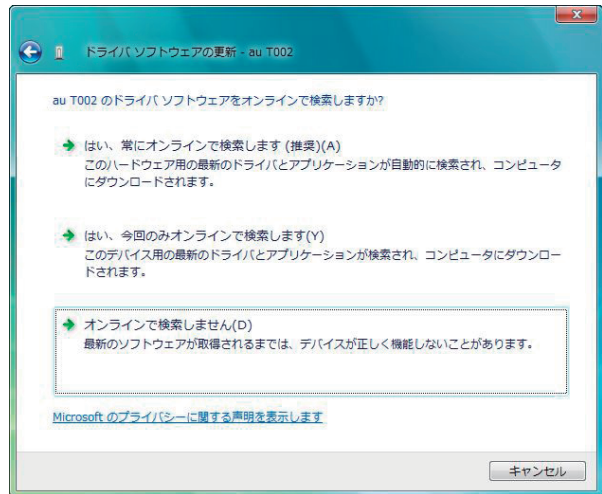 ドライバ ソフトウェアの更新 - au T002
au T002 のドライバ ソフトウェアをオンラインで検索しますか?
はい、常にオンラインで検索します (推奨)(A)
このハードウェア用の最新のドライバとアプリケーションが自動的に検索され、コンピュータ
にダウンロードされます。
はい、今回のみオンラインで検索します(Y)
このデバイス用の最新のドライバとアプリケーションが検索され、コンピュータにダウンロー
ドされます。
オンラインで検索しません(D)
最新のソフトウェアが取得されるまでは、デバイスが正しく機能しないことがあります。
Microsoft のプライバシーに関する声明を表示します
キャンセル